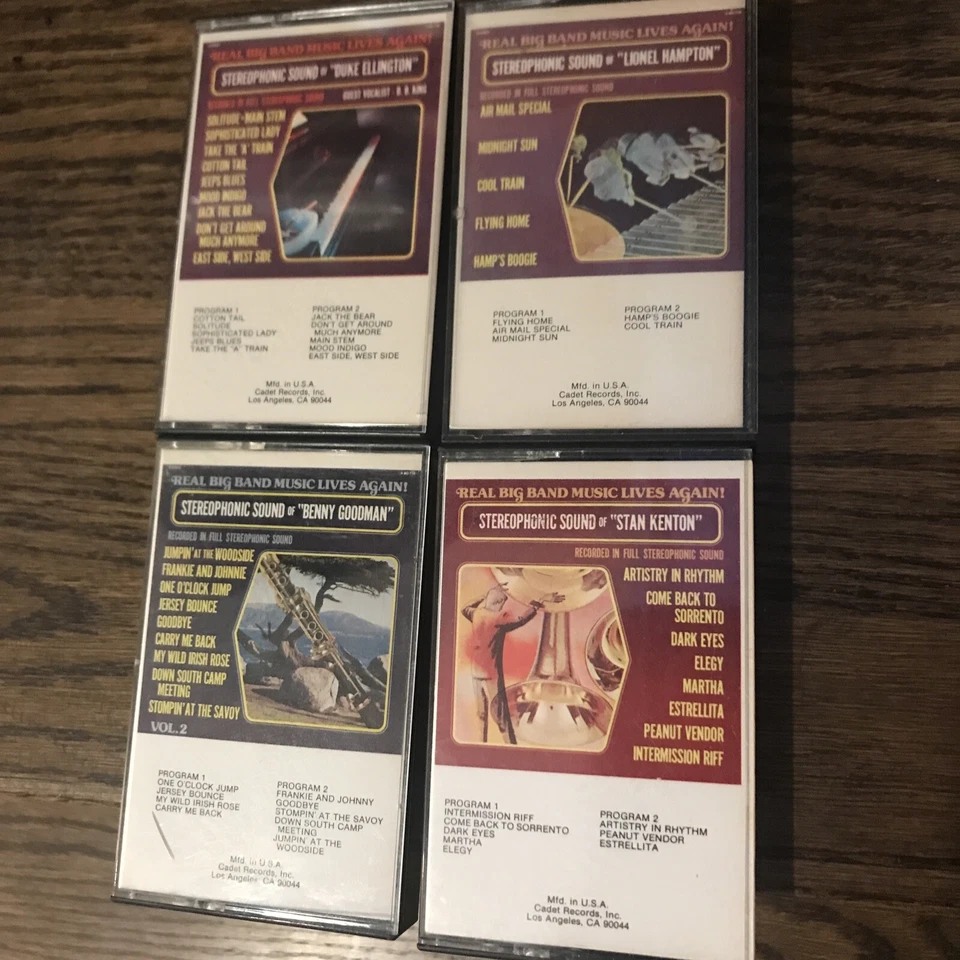 REAL BIG BAND MUSIC LIVES AGAIN!
STEREOPHONIC SOUND OF "DUKE ELLINGTON"
RECORDED IN FULL STEREOPHONIC SOUND
GUEST VOCALIST B. B. KING
SOLITUDE • MAIN STEM
SOPHISTICATED LADY
TAKE THE "A" TRAIN
COTTON TAIL
JEEPS BLUES
MOOD INDIGO
JACK THE BEAR
DON'T GET AROUND
MUCH ANYMORE
EAST SIDE, WEST SIDE
PROGRAM 1
COTTON TAIL
SOLITUDE
SOPHISTICATED LADY
JEEPS BLUES
TAKE THE "A" TRAIN
PROGRAM 2
JACK THE BEAR
DON'T GET AROUND
MUCH ANYMORE
MAIN STEM
MOOD INDIGO
EAST SIDE, WEST SIDE
Mfd. in U.S.A.
Cadet Records, Inc.
Los Angeles, CA 90044
REAL BIG BAND MUSIC LIVES AGAIN!
STEREOPHONIC SOUND OF "LIONEL HAMPTON"
RECORDED IN FULL STEREOPHONIC SOUND
AIR MAIL SPECIAL
MIDNIGHT SUN
COOL TRAIN
FLYING HOME
HAMP'S BOOGIE
PROGRAM 1
FLYING HOME
AIR MAIL SPECIAL
MIDNIGHT SUN
PROGRAM 2
HAMP'S BOOGIE
COOL TRAIN
Mfd. in U.S.A.
Cadet Records, Inc.
Los Angeles, CA 90044
REAL BIG BAND MUSIC LIVES AGAIN!
STEREOPHONIC SOUND OF "BENNY GOODMAN"
RECORDED IN FULL STEREOPHONIC SOUND
JUMPIN' AT THE WOODSIDE
FRANKIE AND JOHNNIE
ONE O'CLOCK JUMP
JERSEY BOUNCE
GOODBYE
CARRY ME BACK
MY WILD IRISH ROSE
DOWN SOUTH CAMP
MEETING
STOMPIN' AT THE SAVOY
VOL. 2
PROGRAM 1
ONE O'CLOCK JUMP
JERSEY BOUNCE
MY WILD IRISH ROSE
CARRY ME BACK
PROGRAM 2
FRANKIE AND JOHNNY
GOODBYE
STOMPIN' AT THE SAVOY
DOWN SOUTH CAMP
MEETING
JUMPIN' AT THE
WOODSIDE
Mfd. in U.S.A.
Cadet Records, Inc.
Los Angeles, CA 90044
REAL BIG BAND MUSIC LIVES AGAIN!
STEREOPHONIC SOUND OF "STAN KENTON"
RECORDED IN FULL STEREOPHONIC SOUND
ARTISTRY IN RHYTHM
COME BACK TO
SORRENTO
DARK EYES
ELEGY
MARTHA
ESTRELLITA
PEANUT VENDOR
INTERMISSION RIFF
PROGRAM 1
INTERMISSION RIFF
COME BACK TO SORRENTO
DARK EYES
MARTHA
ELEGY
PROGRAM 2
ARTISTRY IN RHYTHM
PEANUT VENDOR
ESTRELLITA
Mfd. in U.S.A.
Cadet Records, Inc.
Los Angeles, CA 90044